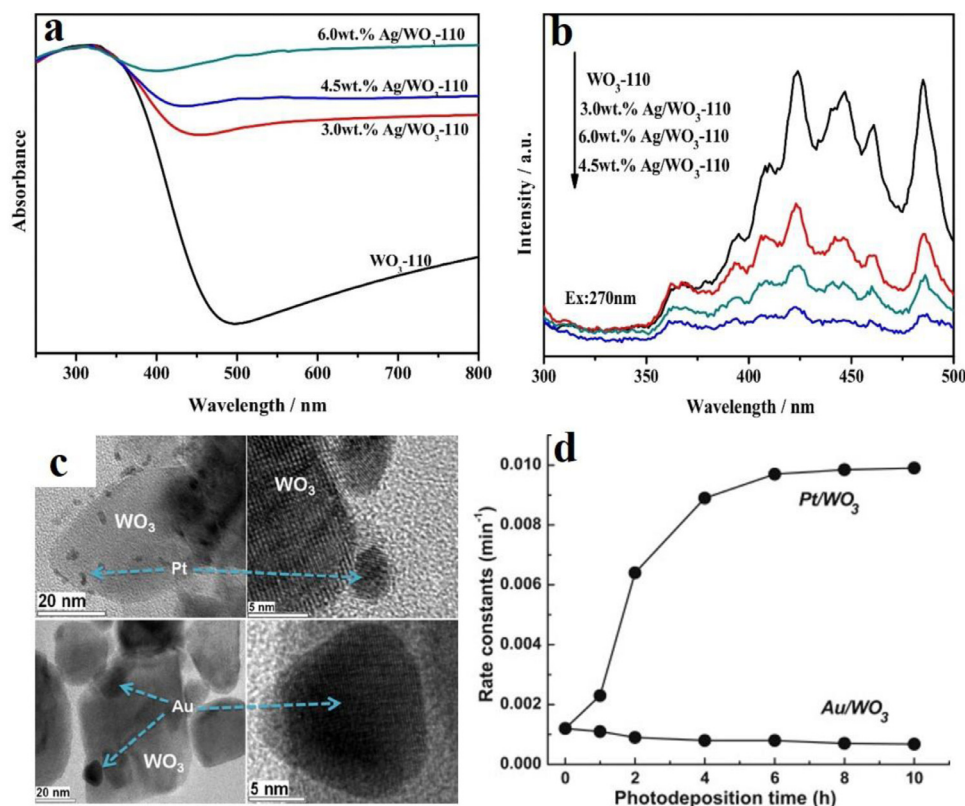 a
6.0wt.% Ag/WO₃-110
4.5wt.% Ag/WO₃-110
3.0wt.% Ag/WO₃-110
WO₃-110
Absorbance
300 400 500 600 700 800
Wavelength / nm
b
WO₃-110
3.0wt.% Ag/WO₃-110
6.0wt.% Ag/WO₃-110
4.5wt.% Ag/WO₃-110
Ex:270nm
Intensity / a.u.
300 350 400 450 500
Wavelength / nm
c
WO₃
Pt
20 nm
WO₃
5 nm
Au
WO₃
20 nm
5 nm
d
0.010
0.008
0.006
0.004
0.002
0.000
Rate constants (min⁻¹)
Pt/WO₃
Au/WO₃
0 2 4 6 8 10
Photodeposition time (h)